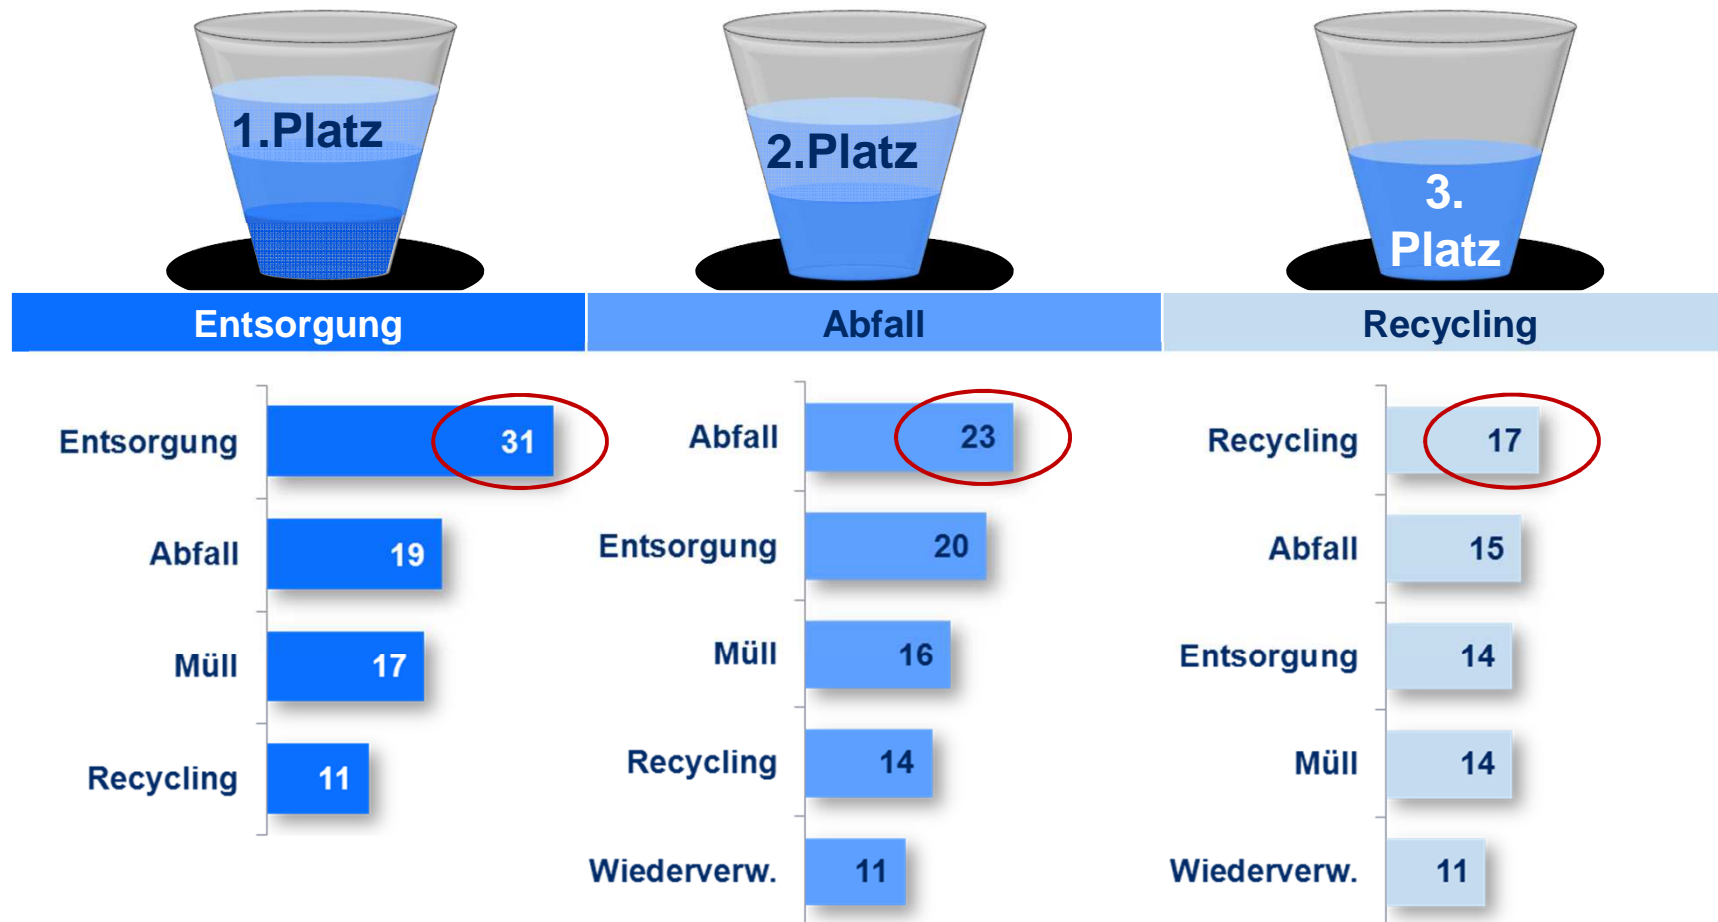 1.Platz
2.Platz
3.
Platz
Entsorgung
Abfall
Recycling
Entsorgung 31
Abfall 19
Müll 17
Recycling 11
Abfall 23
Entsorgung 20
Müll 16
Recycling 14
Wiederverw. 11
Recycling 17
Abfall 15
Entsorgung 14
Müll 14
Wiederverw. 11